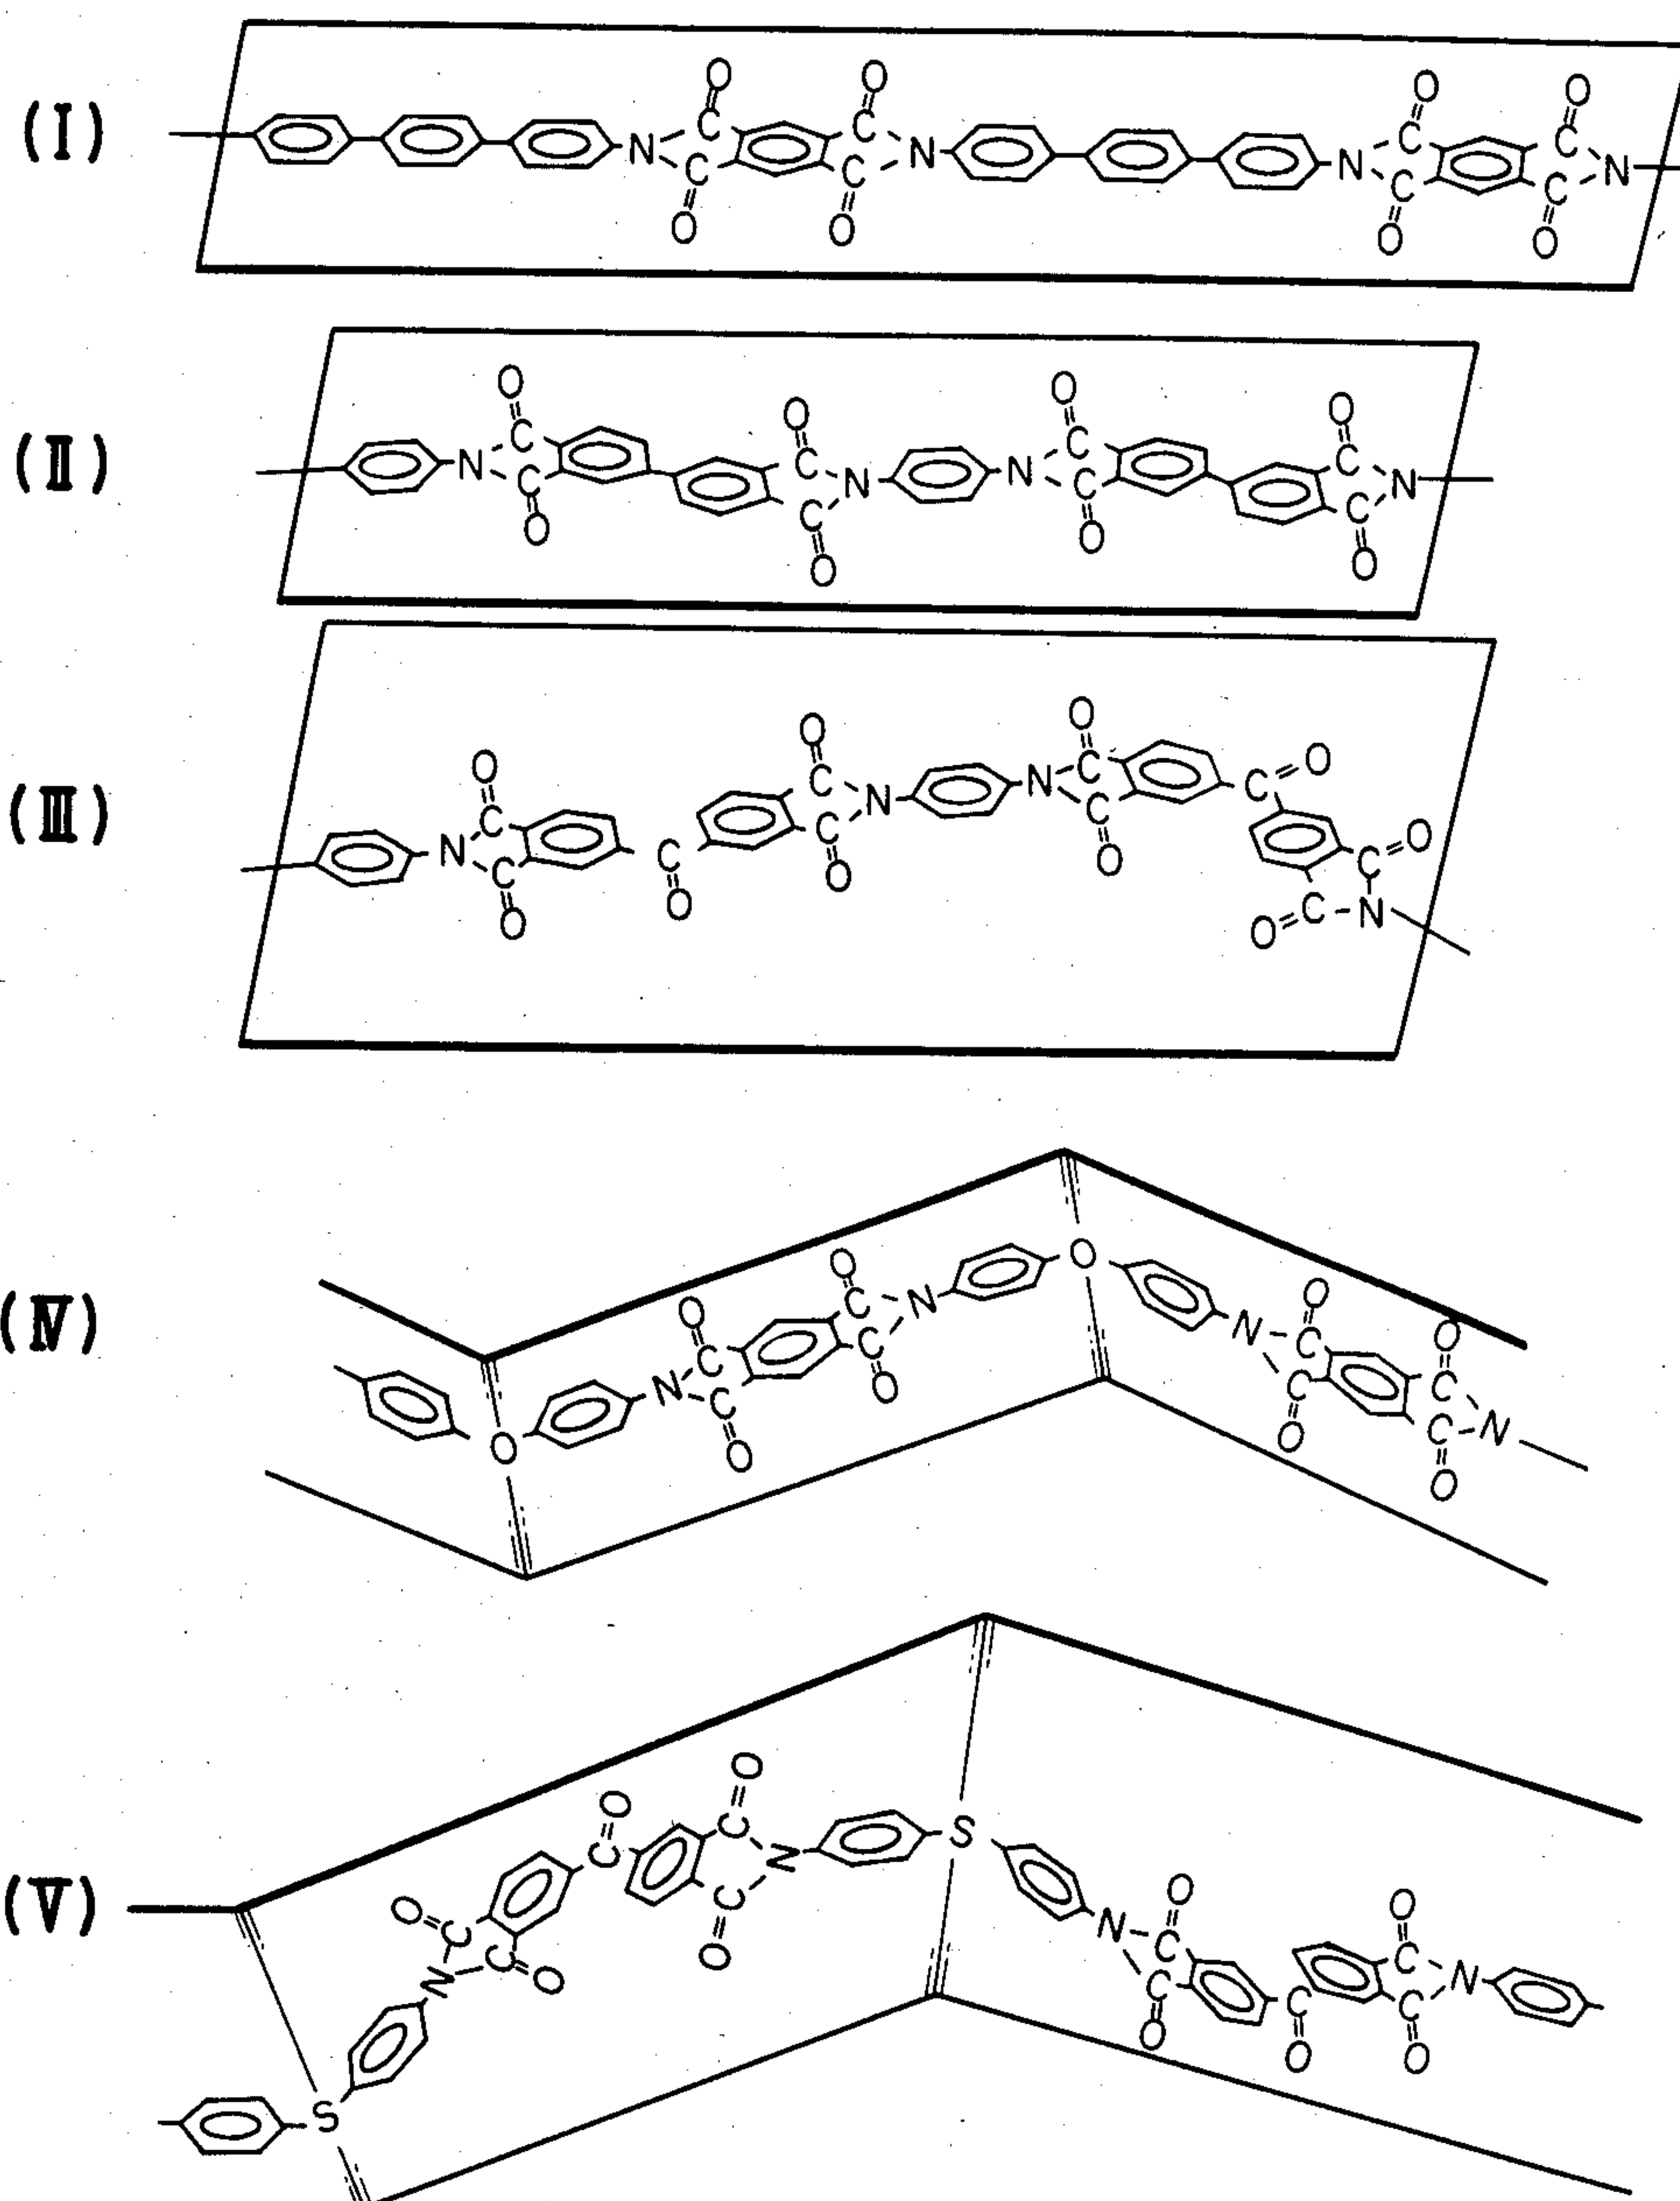 (I)
O O O O
N C C N N C C N
C C C C
O O O O
(II)
O O O O
N C C N N C C N
C C C C
O O O O
(III)
O O O O
N C C C N N C C O
C C C C O
O O O O O C N
(IV)
O O O O
N C C N O N C C N
O C C C C
O O O O
(V)
O O O O
O C C C N S N C C N
N C O C C C C
O O O O
S